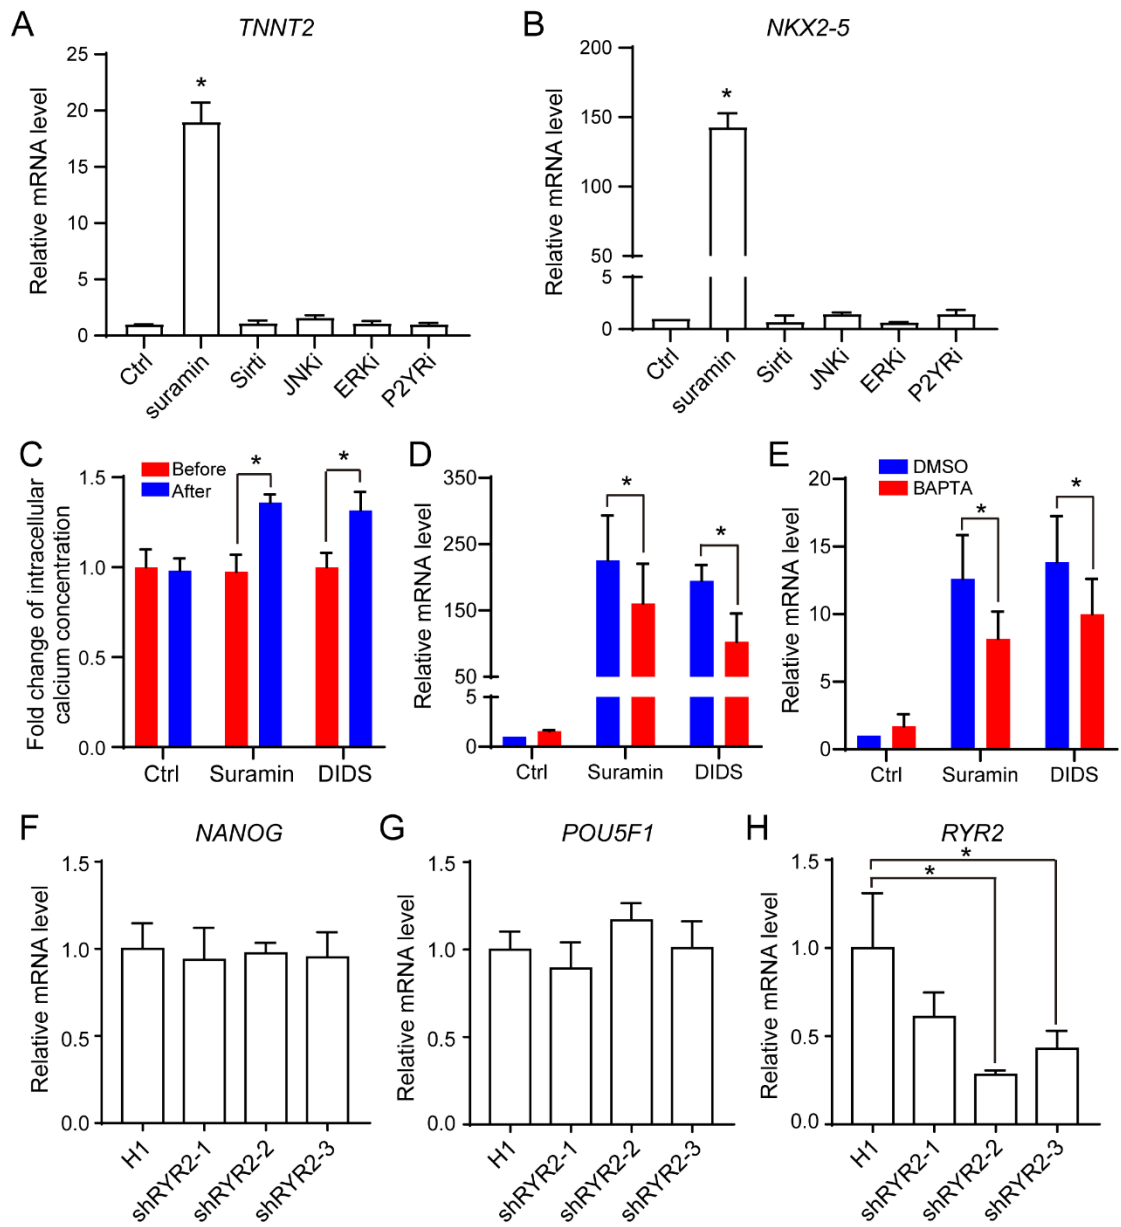 A
TNNT2
Relative mRNA level
25
20
15
10
5
0
*
Ctrl
suramin
Sirti
JNKi
ERKi
P2YRi
B
NKX2-5
Relative mRNA level
200
150
100
50
5
0
*
Ctrl
suramin
Sirti
JNKi
ERKi
P2YRi
C
Fold change of intracellular
calcium concentration
1.5
1.0
0.5
0.0
Before
After
*
*
Ctrl
Suramin
DIDS
D
Relative mRNA level
350
250
150
50
5
0
*
*
Ctrl
Suramin
DIDS
E
Relative mRNA level
20
15
10
5
0
DMSO
BAPTA
*
*
Ctrl
Suramin
DIDS
F
NANOG
Relative mRNA level
1.5
1.0
0.5
0.0
H1
shRYR2-1
shRYR2-2
shRYR2-3
G
POU5F1
Relative mRNA level
1.5
1.0
0.5
0.0
H1
shRYR2-1
shRYR2-2
shRYR2-3
H
RYR2
Relative mRNA level
1.5
1.0
0.5
0.0
*
*
H1
shRYR2-1
shRYR2-2
shRYR2-3